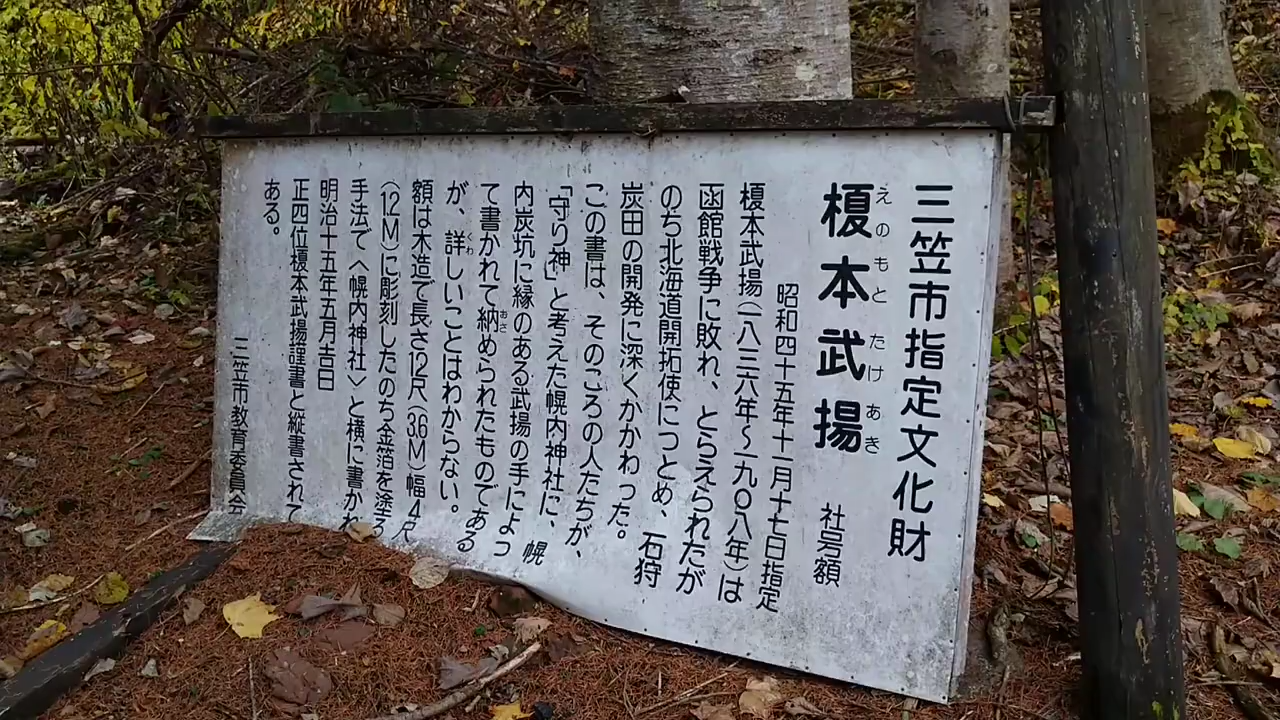 三笠市指定文化財
榎本武揚 社号額
えのもと たけあき
昭和四十五年十一月十七日指定
榎本武揚(一八三六年〜一九〇八年)は
函館戦争に敗れ、とらえられたが
のち北海道開拓使につとめ、石狩
炭田の開発に深くかかわった。
この書は、そのころの人たちが、
「守り神」と考えた幌内神社に、幌
内炭坑に縁のある武揚の手によっ
て書かれて納められたものである
おさ
が、詳しいことはわからない。
くわ
額は木造で長さ12尺(3.6M)幅4尺
(1.2M)に彫刻したのち金箔を塗る
手法で〈幌内神社〉と横に書かれ
明治十五年五月吉日
正四位榎本武揚謹書と縦書されて
ある。
三笠市教育委員会